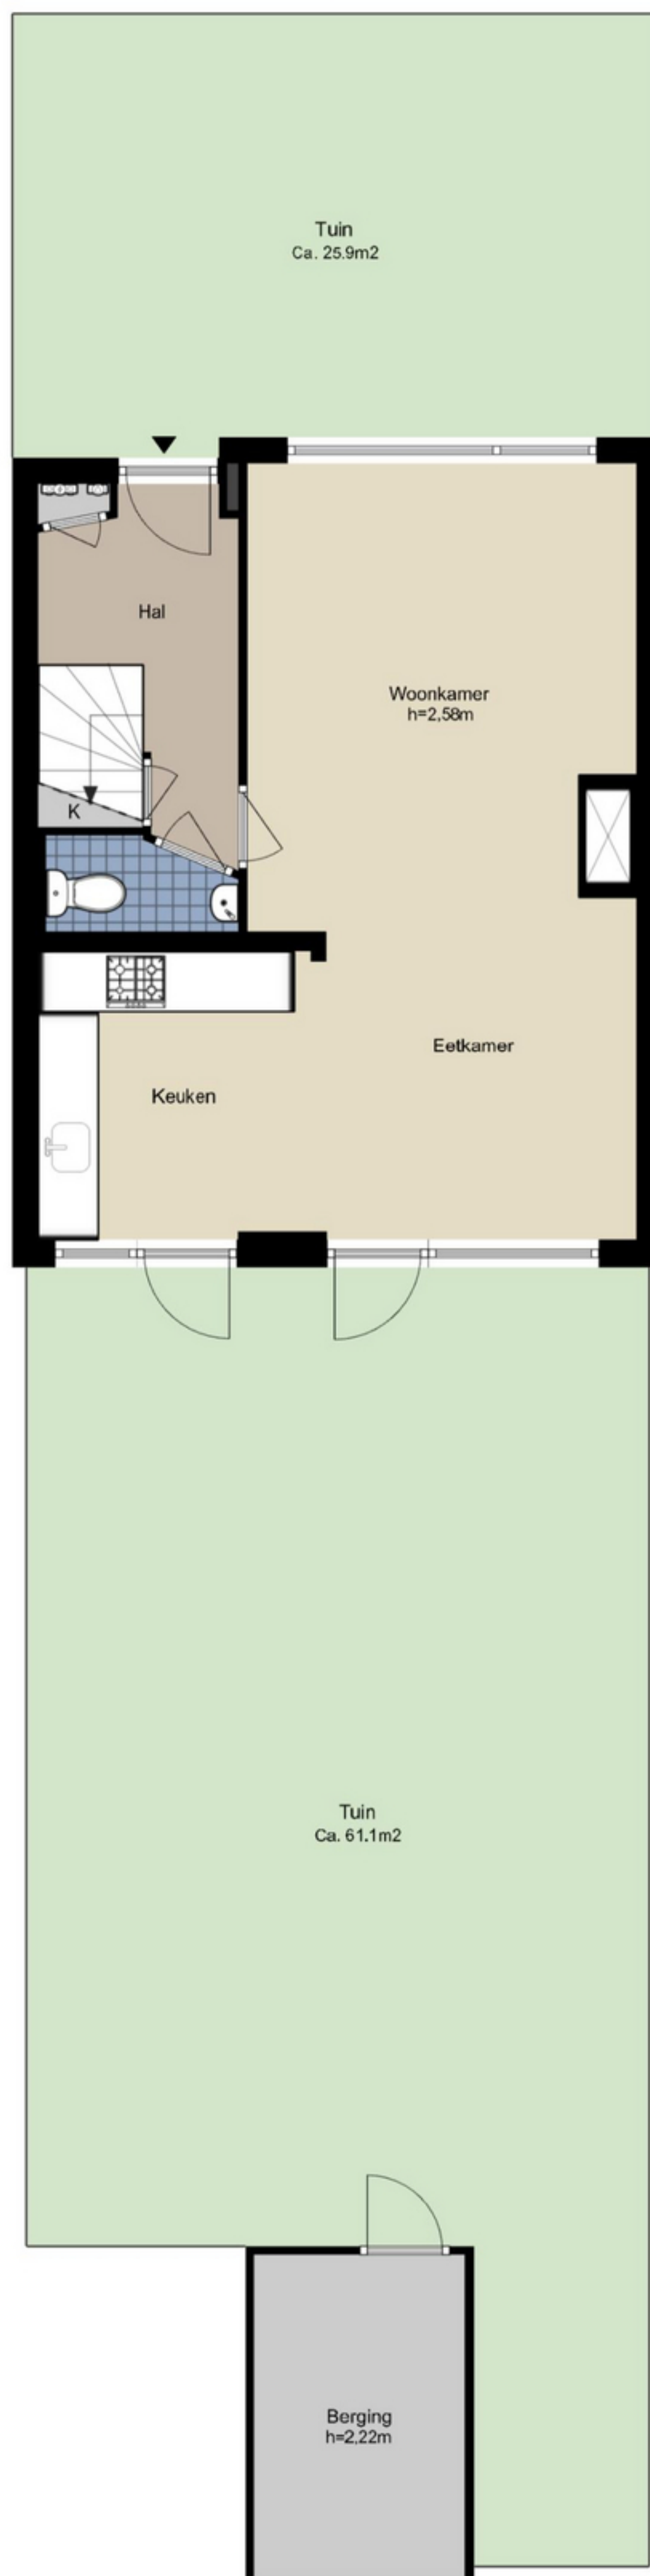 Tuin
Ca. 25.9m2
Hal
Woonkamer
h=2,58m
K
Eetkamer
Keuken
Tuin
Ca. 61.1m2
Berging
h=2,22m